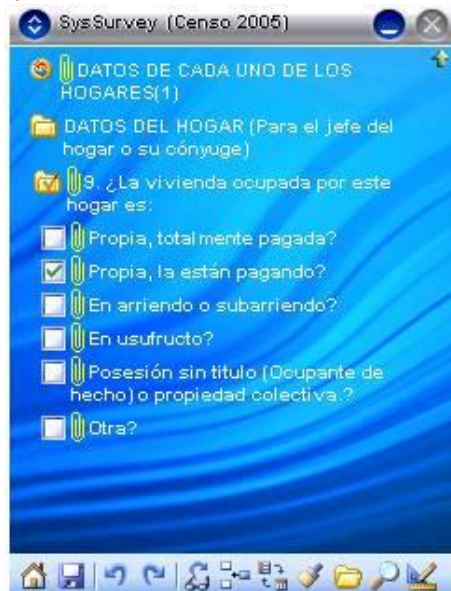 SysSurvey (Censo 2005)
DATOS DE CADA UNO DE LOS
HOGARES(1)
DATOS DEL HOGAR (Para el jefe del
hogar o su cónyuge)
9. ¿La vivienda ocupada por este
hogar es:
Propia, totalmente pagada?
Propia, la están pagando?
En arriendo o subarriendo?
En usufructo?
Posesión sin titulo (Ocupante de
hecho) o propiedad colectiva.?
Otra?